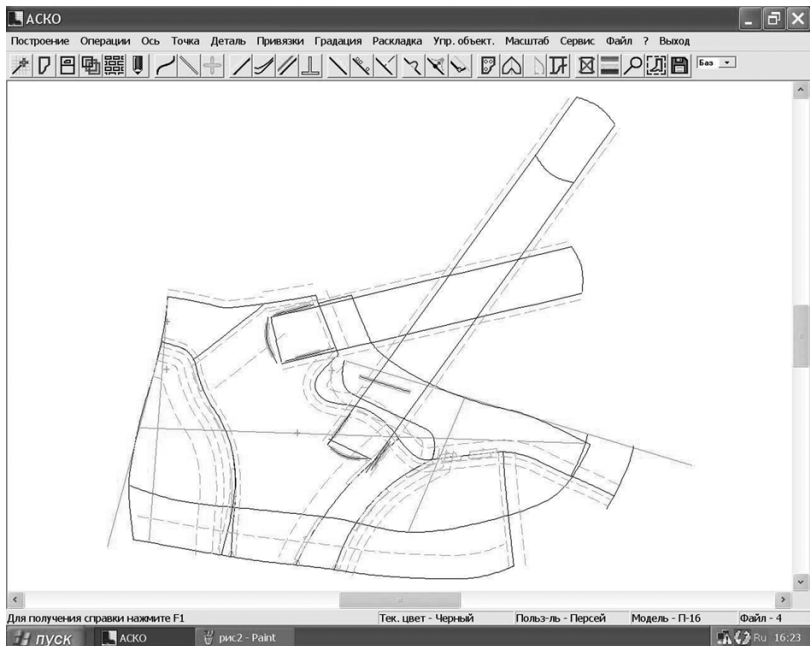 АСКО
Построение Операции Ось Точка Деталь Привязки Градация Раскладка Упр. объект. Масштаб Сервис Файл ? Выход
Баз
Для получения справки нажмите F1 Тек. цвет - Черный Польз-ль - Персей Модель - П-16 Файл - 4
пуск АСКО рис2 - Paint Ru 16:23